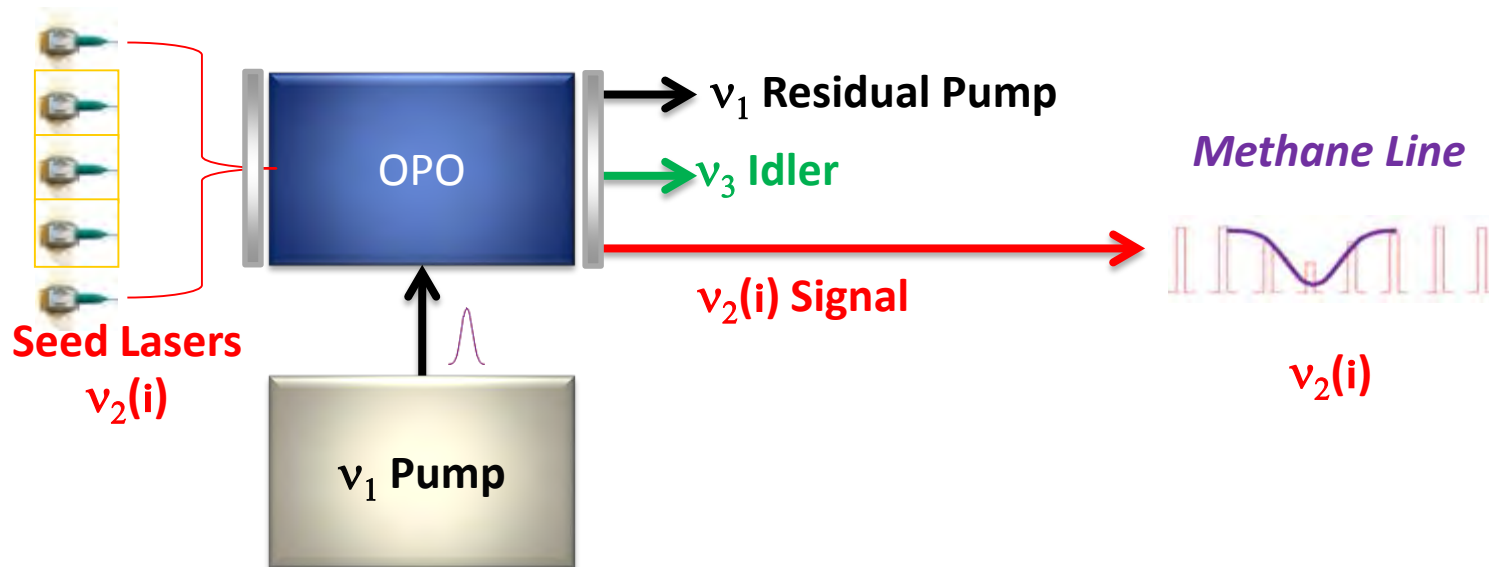 ν₁ Residual Pump
OPO
ν₃ Idler
Methane Line
ν₂(i) Signal
Seed Lasers
ν₂(i)
ν₂(i)
ν₁ Pump